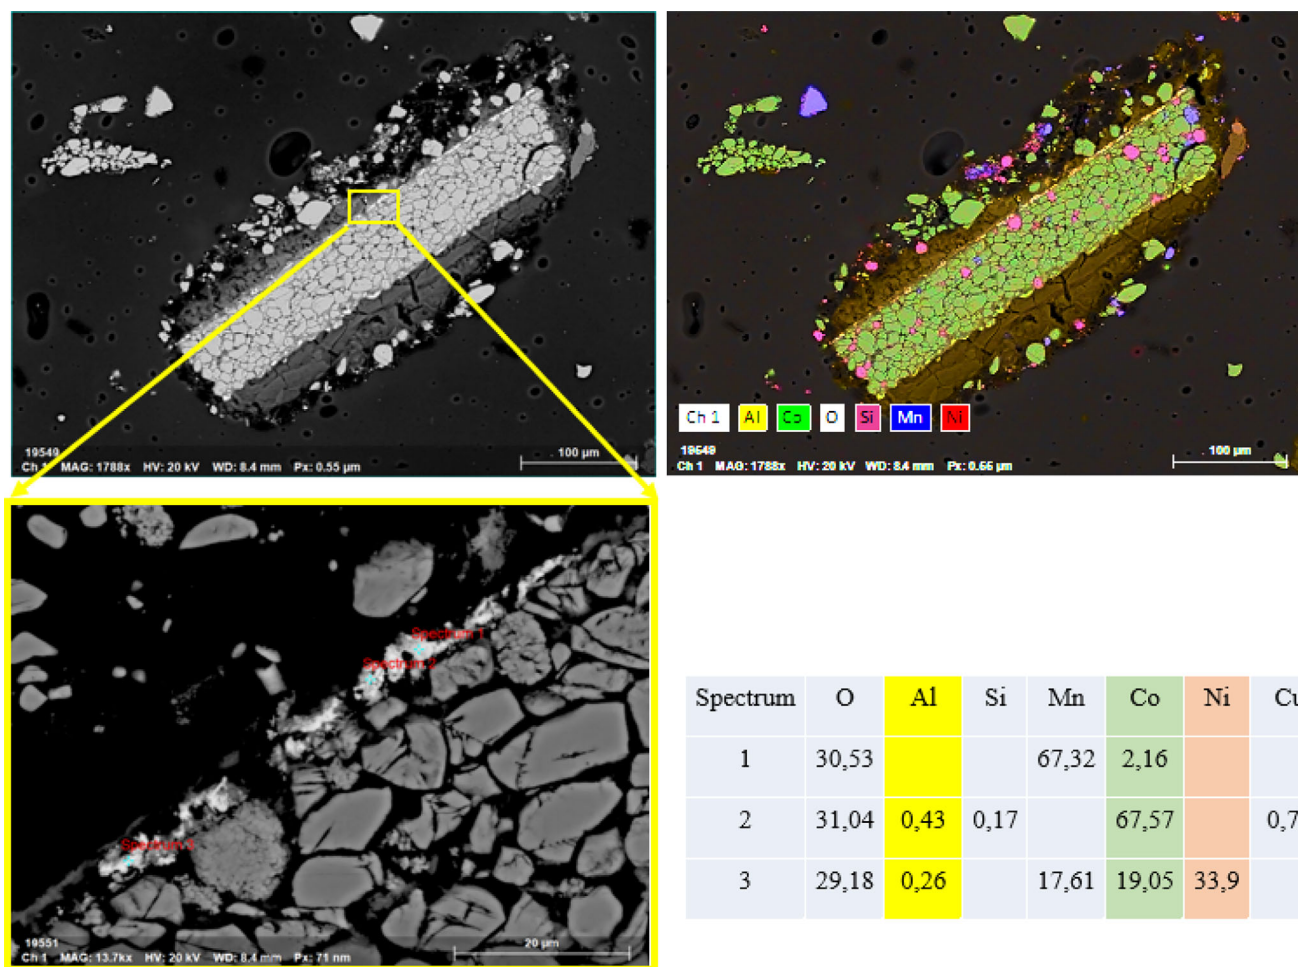 19549
Ch 1 MAG: 1788x HV: 20 kV WD: 8.4 mm Px: 0.55 µm
100 µm
Ch 1 Al Co O Si Mn Ni
19549
Ch 1 MAG: 1788x HV: 20 kV WD: 8.4 mm Px: 0.55 µm
100 µm
Spectrum 1
Spectrum 2
Spectrum 3
19551
Ch 1 MAG: 13.7kx HV: 20 kV WD: 8.4 mm Px: 71 nm
20 µm
Spectrum O Al Si Mn Co Ni Cu
1 30,53 67,32 2,16
2 31,04 0,43 0,17 67,57 0,7
3 29,18 0,26 17,61 19,05 33,9